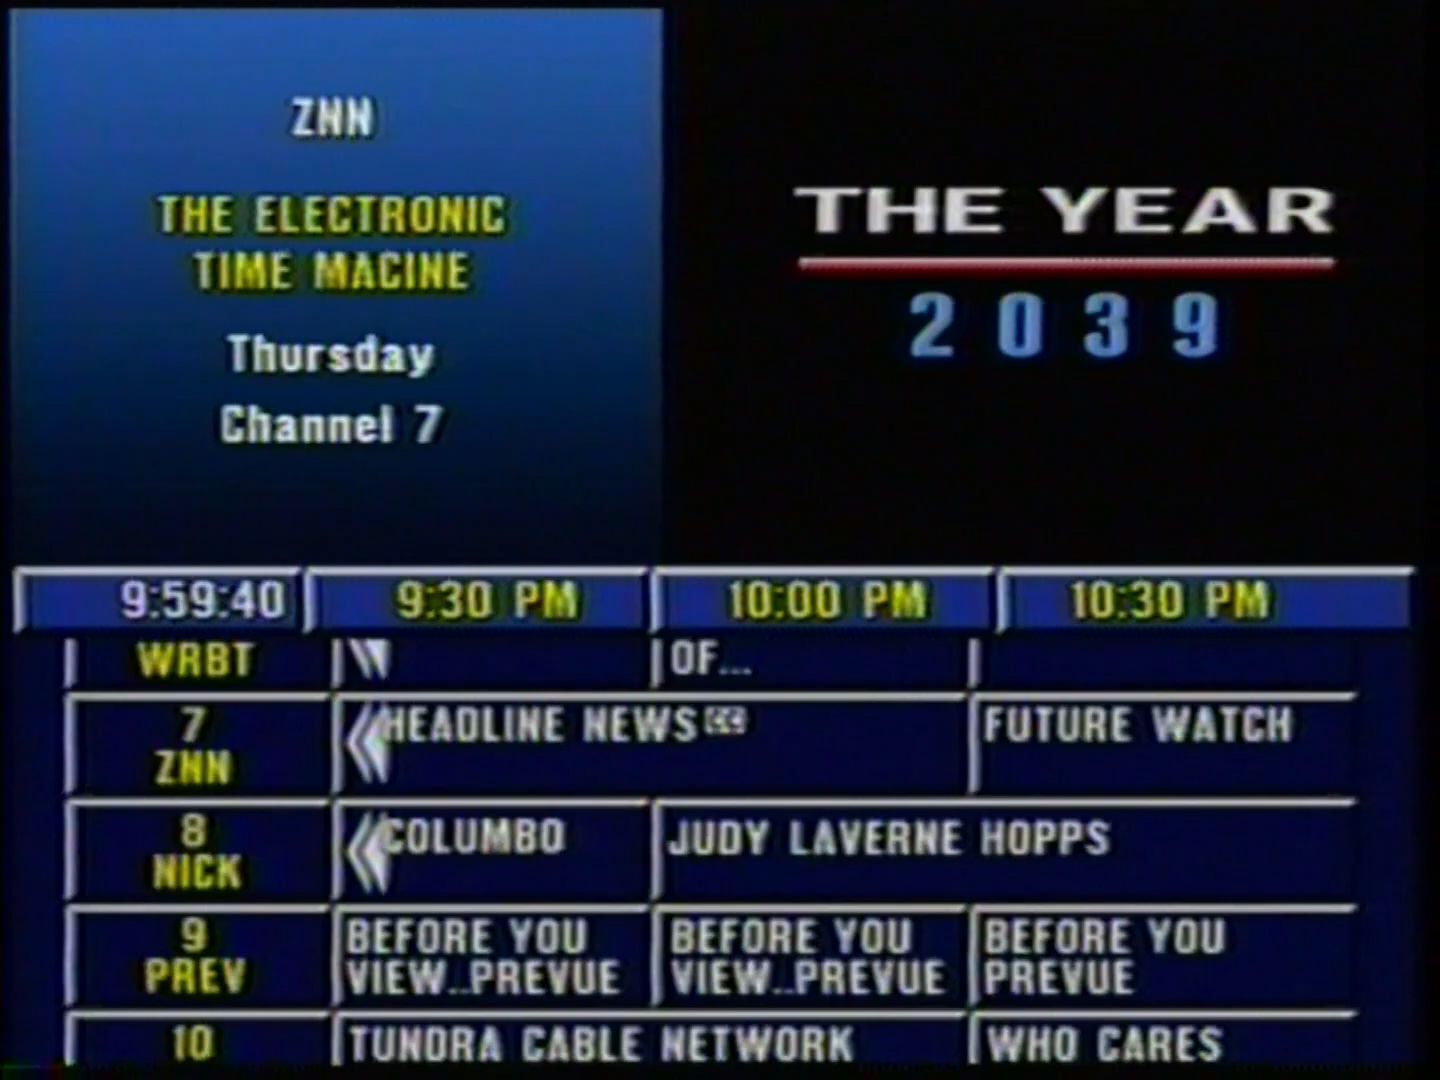 ZNN
THE ELECTRONIC
TIME MACINE
Thursday
Channel 7
THE YEAR
2039
9:59:40 9:30 PM 10:00 PM 10:30 PM
WRBT OF...
7
ZNN
HEADLINE NEWS CC
FUTURE WATCH
8
NICK
COLUMBO
JUDY LAVERNE HOPPS
9
PREV
BEFORE YOU
VIEW..PREVUE
BEFORE YOU
VIEW..PREVUE
BEFORE YOU
PREVUE
10
TUNDRA CABLE NETWORK
WHO CARES